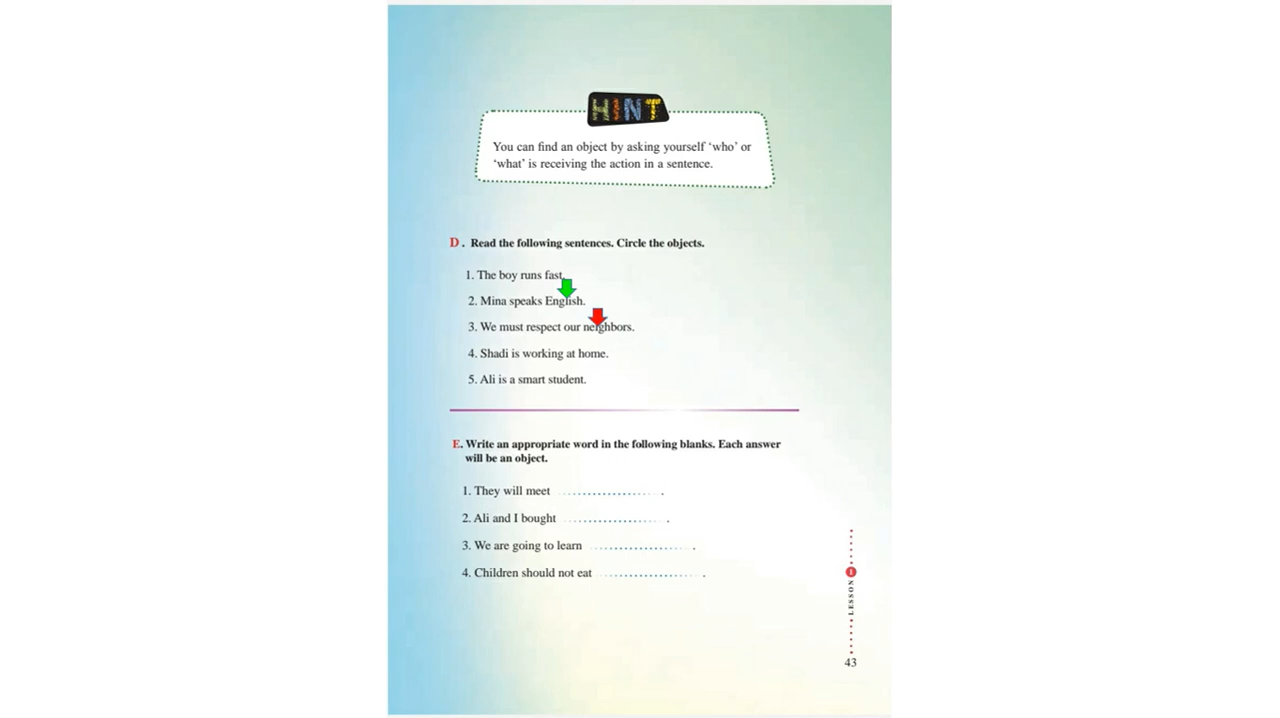 HINT
You can find an object by asking yourself ‘who’ or
‘what’ is receiving the action in a sentence.
D. Read the following sentences. Circle the objects.
1. The boy runs fast.
2. Mina speaks English.
3. We must respect our neighbors.
4. Shadi is working at home.
5. Ali is a smart student.
E. Write an appropriate word in the following blanks. Each answer
will be an object.
1. They will meet ..................... .
2. Ali and I bought ..................... .
3. We are going to learn ..................... .
4. Children should not eat ..................... .
LESSON 1
43